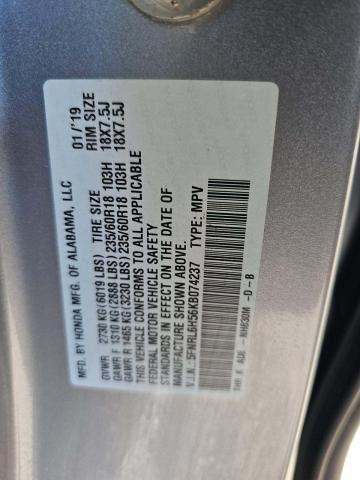 MFD. BY HONDA MFG. OF ALABAMA, LLC 01/'19
TIRE SIZE RIM SIZE
GVWR 2730 KG (6019 LBS)
GAWR F 1310 KG (2888 LBS) 235/60R18 103H 18X7.5J
GAWR R 1465 KG (3230 LBS) 235/60R18 103H 18X7.5J
THIS VEHICLE CONFORMS TO ALL APPLICABLE
FEDERAL MOTOR VEHICLE SAFETY
STANDARDS IN EFFECT ON THE DATE OF
MANUFACTURE SHOWN ABOVE.
V.I.N.: 5FNRL6H56KB074237 TYPE: MPV
NH830M -D -B